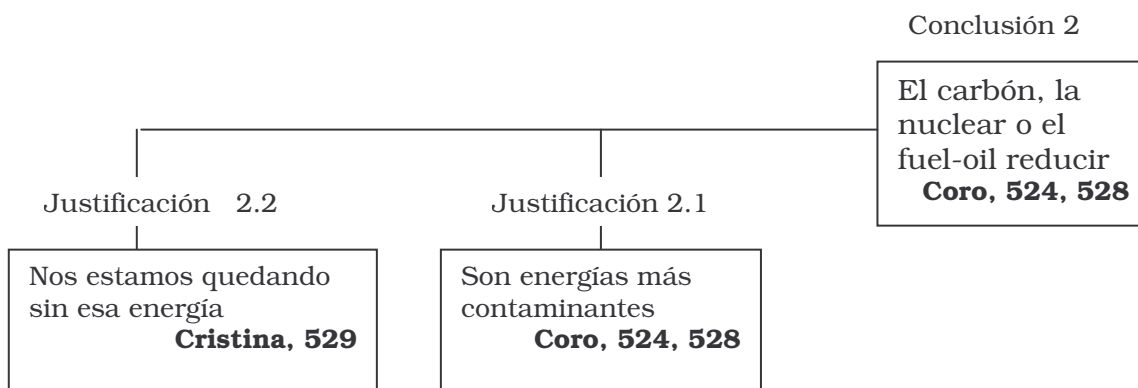 Conclusión 2
El carbón, la
nuclear o el
fuel-oil reducir
Coro, 524, 528
Justificación 2.2
Justificación 2.1
Nos estamos quedando
sin esa energía
Cristina, 529
Son energías más
contaminantes
Coro, 524, 528